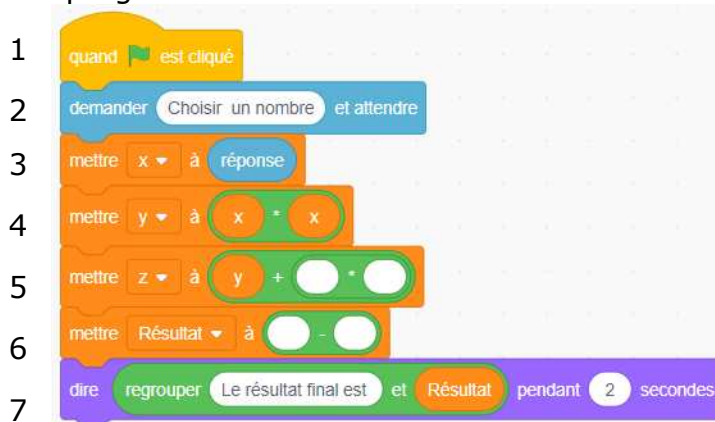 1 quand est cliqué
2 demander Choisir un nombre et attendre
3 mettre x à réponse
4 mettre y à x * x
5 mettre z à y + *
6 mettre Résultat à -
7 dire regrouper Le résultat final est et Résultat pendant 2 secondes